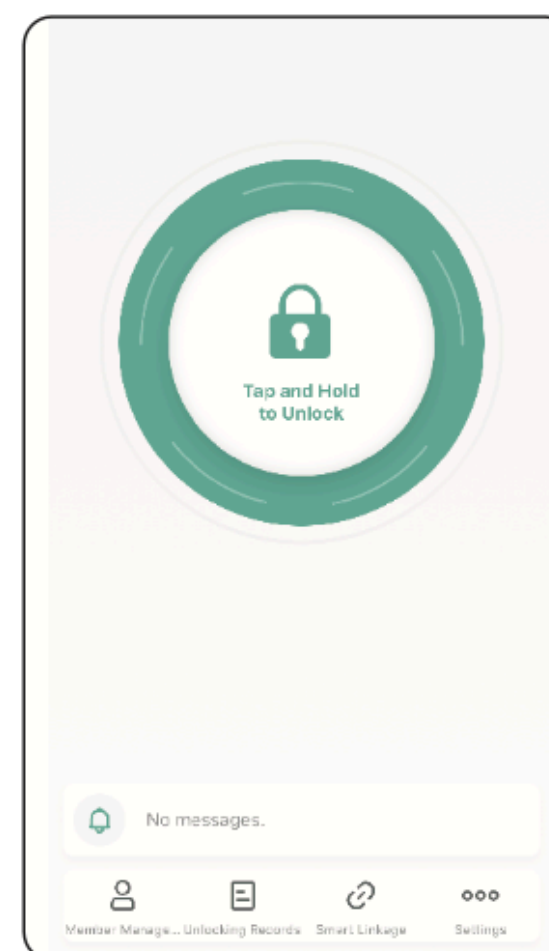 Tap and Hold
to Unlock
No messages.
Member Manage... Unlocking Records Smart Linkage Settings